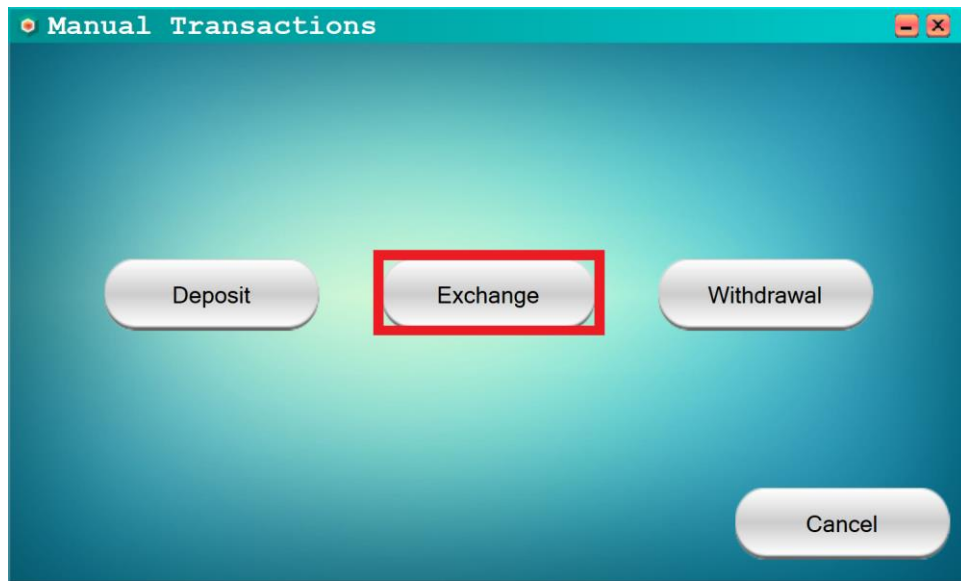 Manual Transactions
Deposit
Exchange
Withdrawal
Cancel